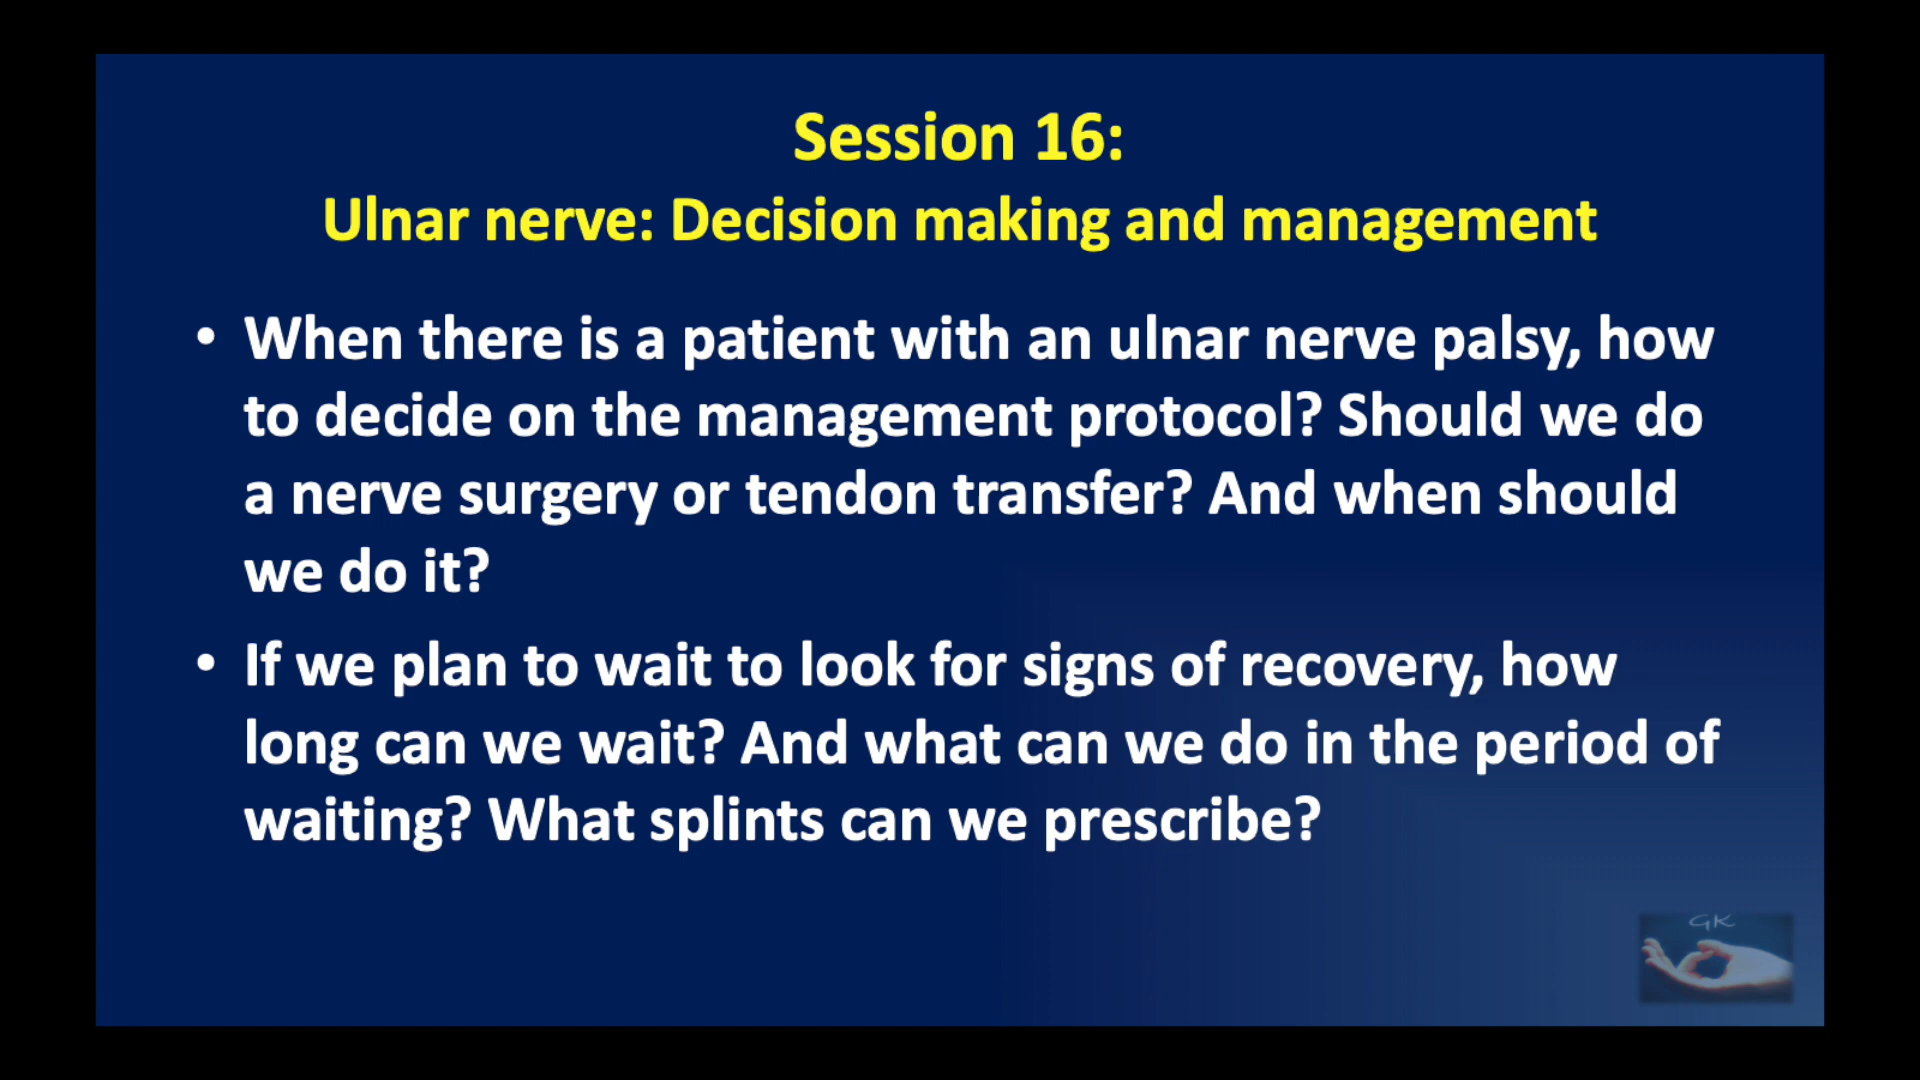 Session 16:
Ulnar nerve: Decision making and management
• When there is a patient with an ulnar nerve palsy, how
to decide on the management protocol? Should we do
a nerve surgery or tendon transfer? And when should
we do it?
• If we plan to wait to look for signs of recovery, how
long can we wait? And what can we do in the period of
waiting? What splints can we prescribe?
GK